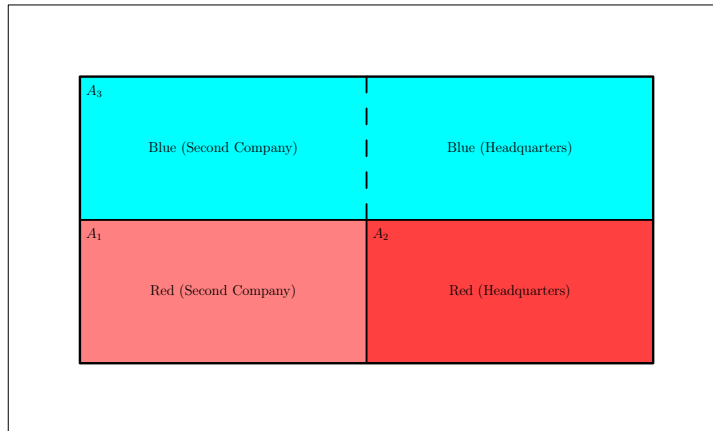 A3
Blue (Second Company)
Blue (Headquarters)
A1
A2
Red (Second Company)
Red (Headquarters)